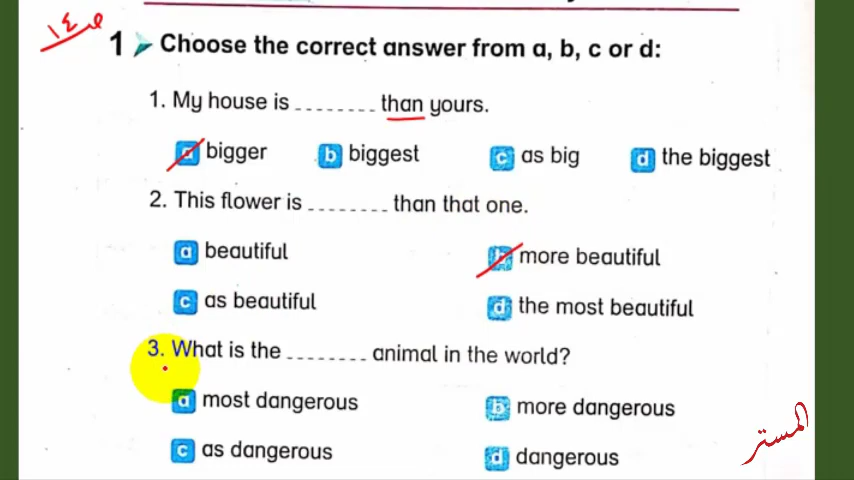 ص ١٤
1 Choose the correct answer from a, b, c or d:
1. My house is ........ than yours.
a bigger b biggest c as big d the biggest
2. This flower is ........ than that one.
a beautiful b more beautiful
c as beautiful d the most beautiful
3. What is the ........ animal in the world?
a most dangerous b more dangerous
c as dangerous d dangerous
المستر